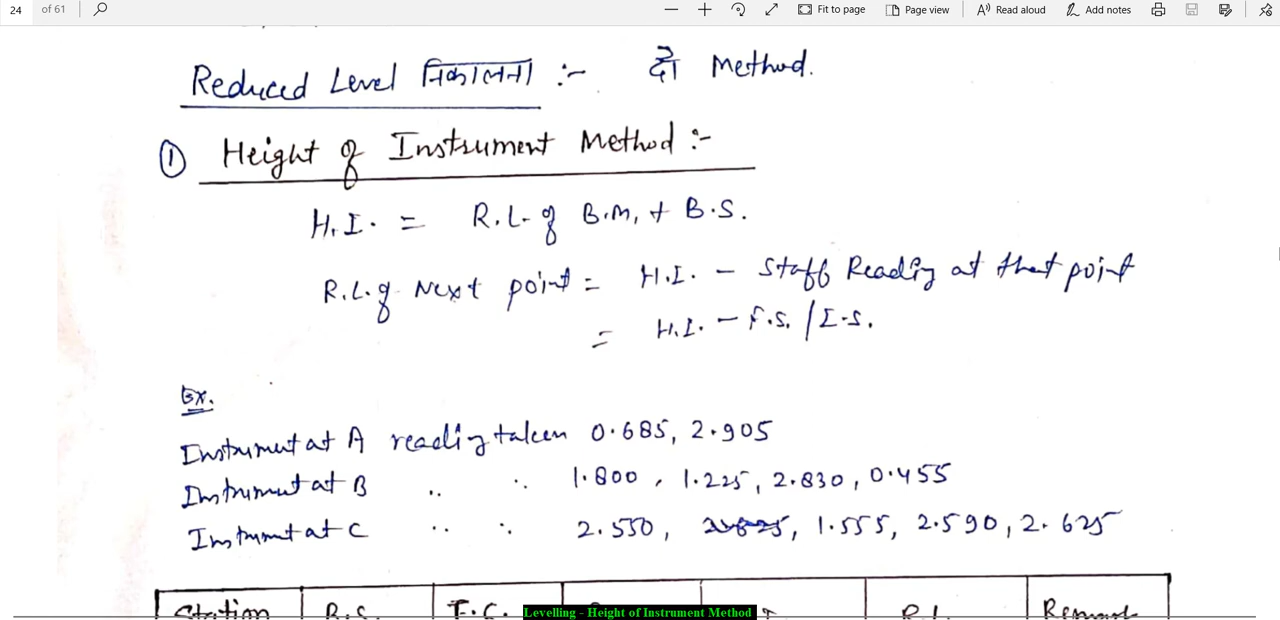 24 of 61 Fit to page Page view Read aloud Add notes
Reduced Level निकालना :- दो Method.
① Height of Instrument Method :-
H.I. = R.L. of B.M. + B.S.
R.L. of Next point = H.I. - Staff Readig at that point
= H.I. - F.S. / I.S.
Ex.
Instrument at A readig taken 0.685, 2.905
Instrument at B .. .. 1.800, 1.225, 2.830, 0.455
Instrument at C .. .. 2.550, 1.555, 2.590, 2.625
Station B.S. R.L. Remark
Levelling - Height of Instrument Method